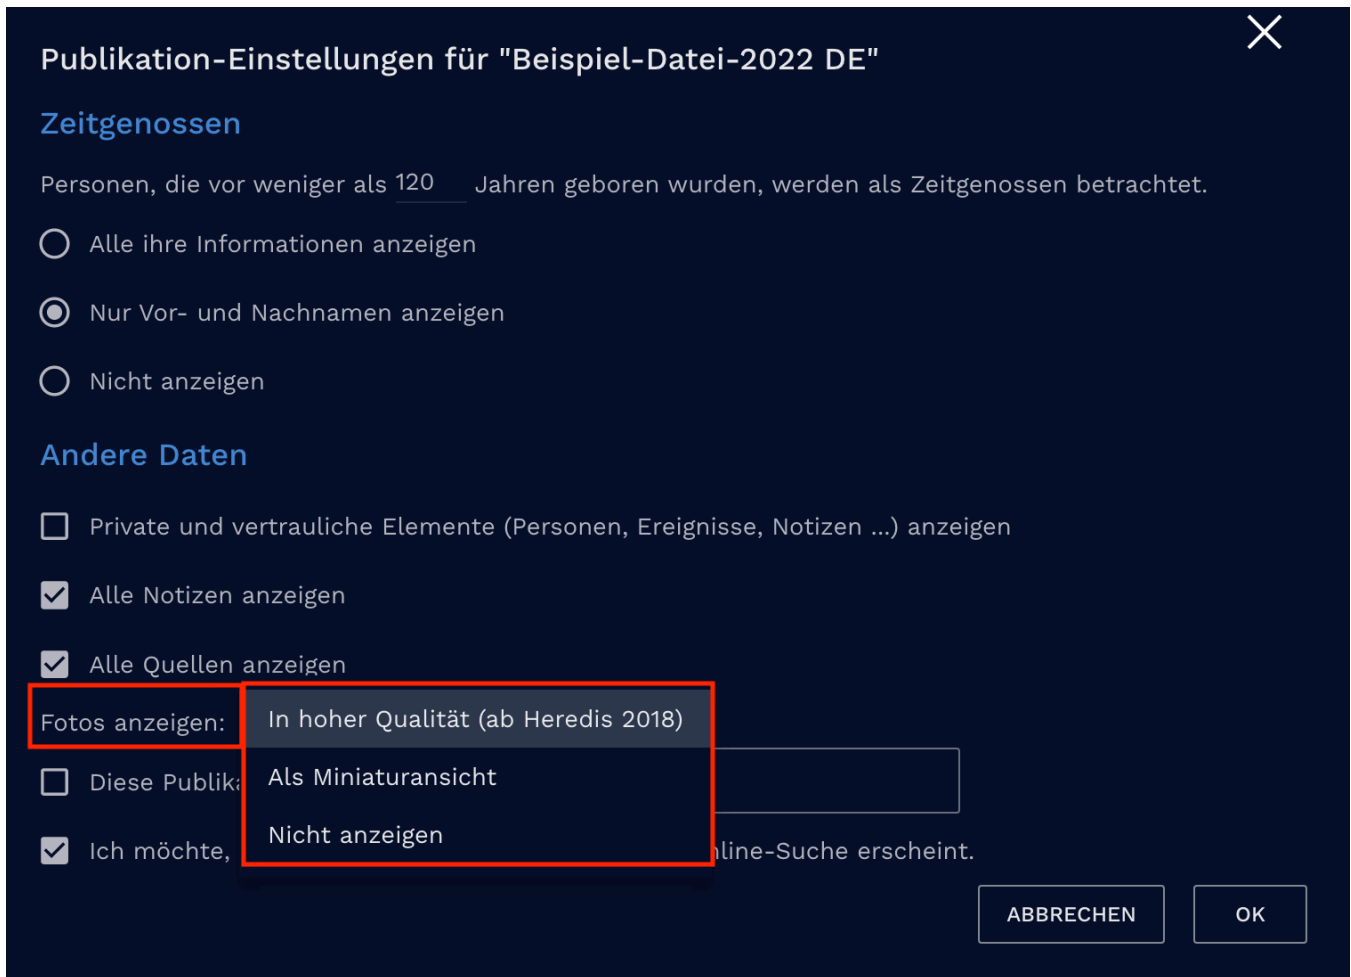 Publikation-Einstellungen für "Beispiel-Datei-2022 DE"
Zeitgenossen
Personen, die vor weniger als 120 Jahren geboren wurden, werden als Zeitgenossen betrachtet.
Alle ihre Informationen anzeigen
Nur Vor- und Nachnamen anzeigen
Nicht anzeigen
Andere Daten
Private und vertrauliche Elemente (Personen, Ereignisse, Notizen ...) anzeigen
Alle Notizen anzeigen
Alle Quellen anzeigen
Fotos anzeigen: In hoher Qualität (ab Heredis 2018)
Diese Als Miniaturansicht
Nicht anzeigen
Ich möchte, erscheint.
ABBRECHEN OK